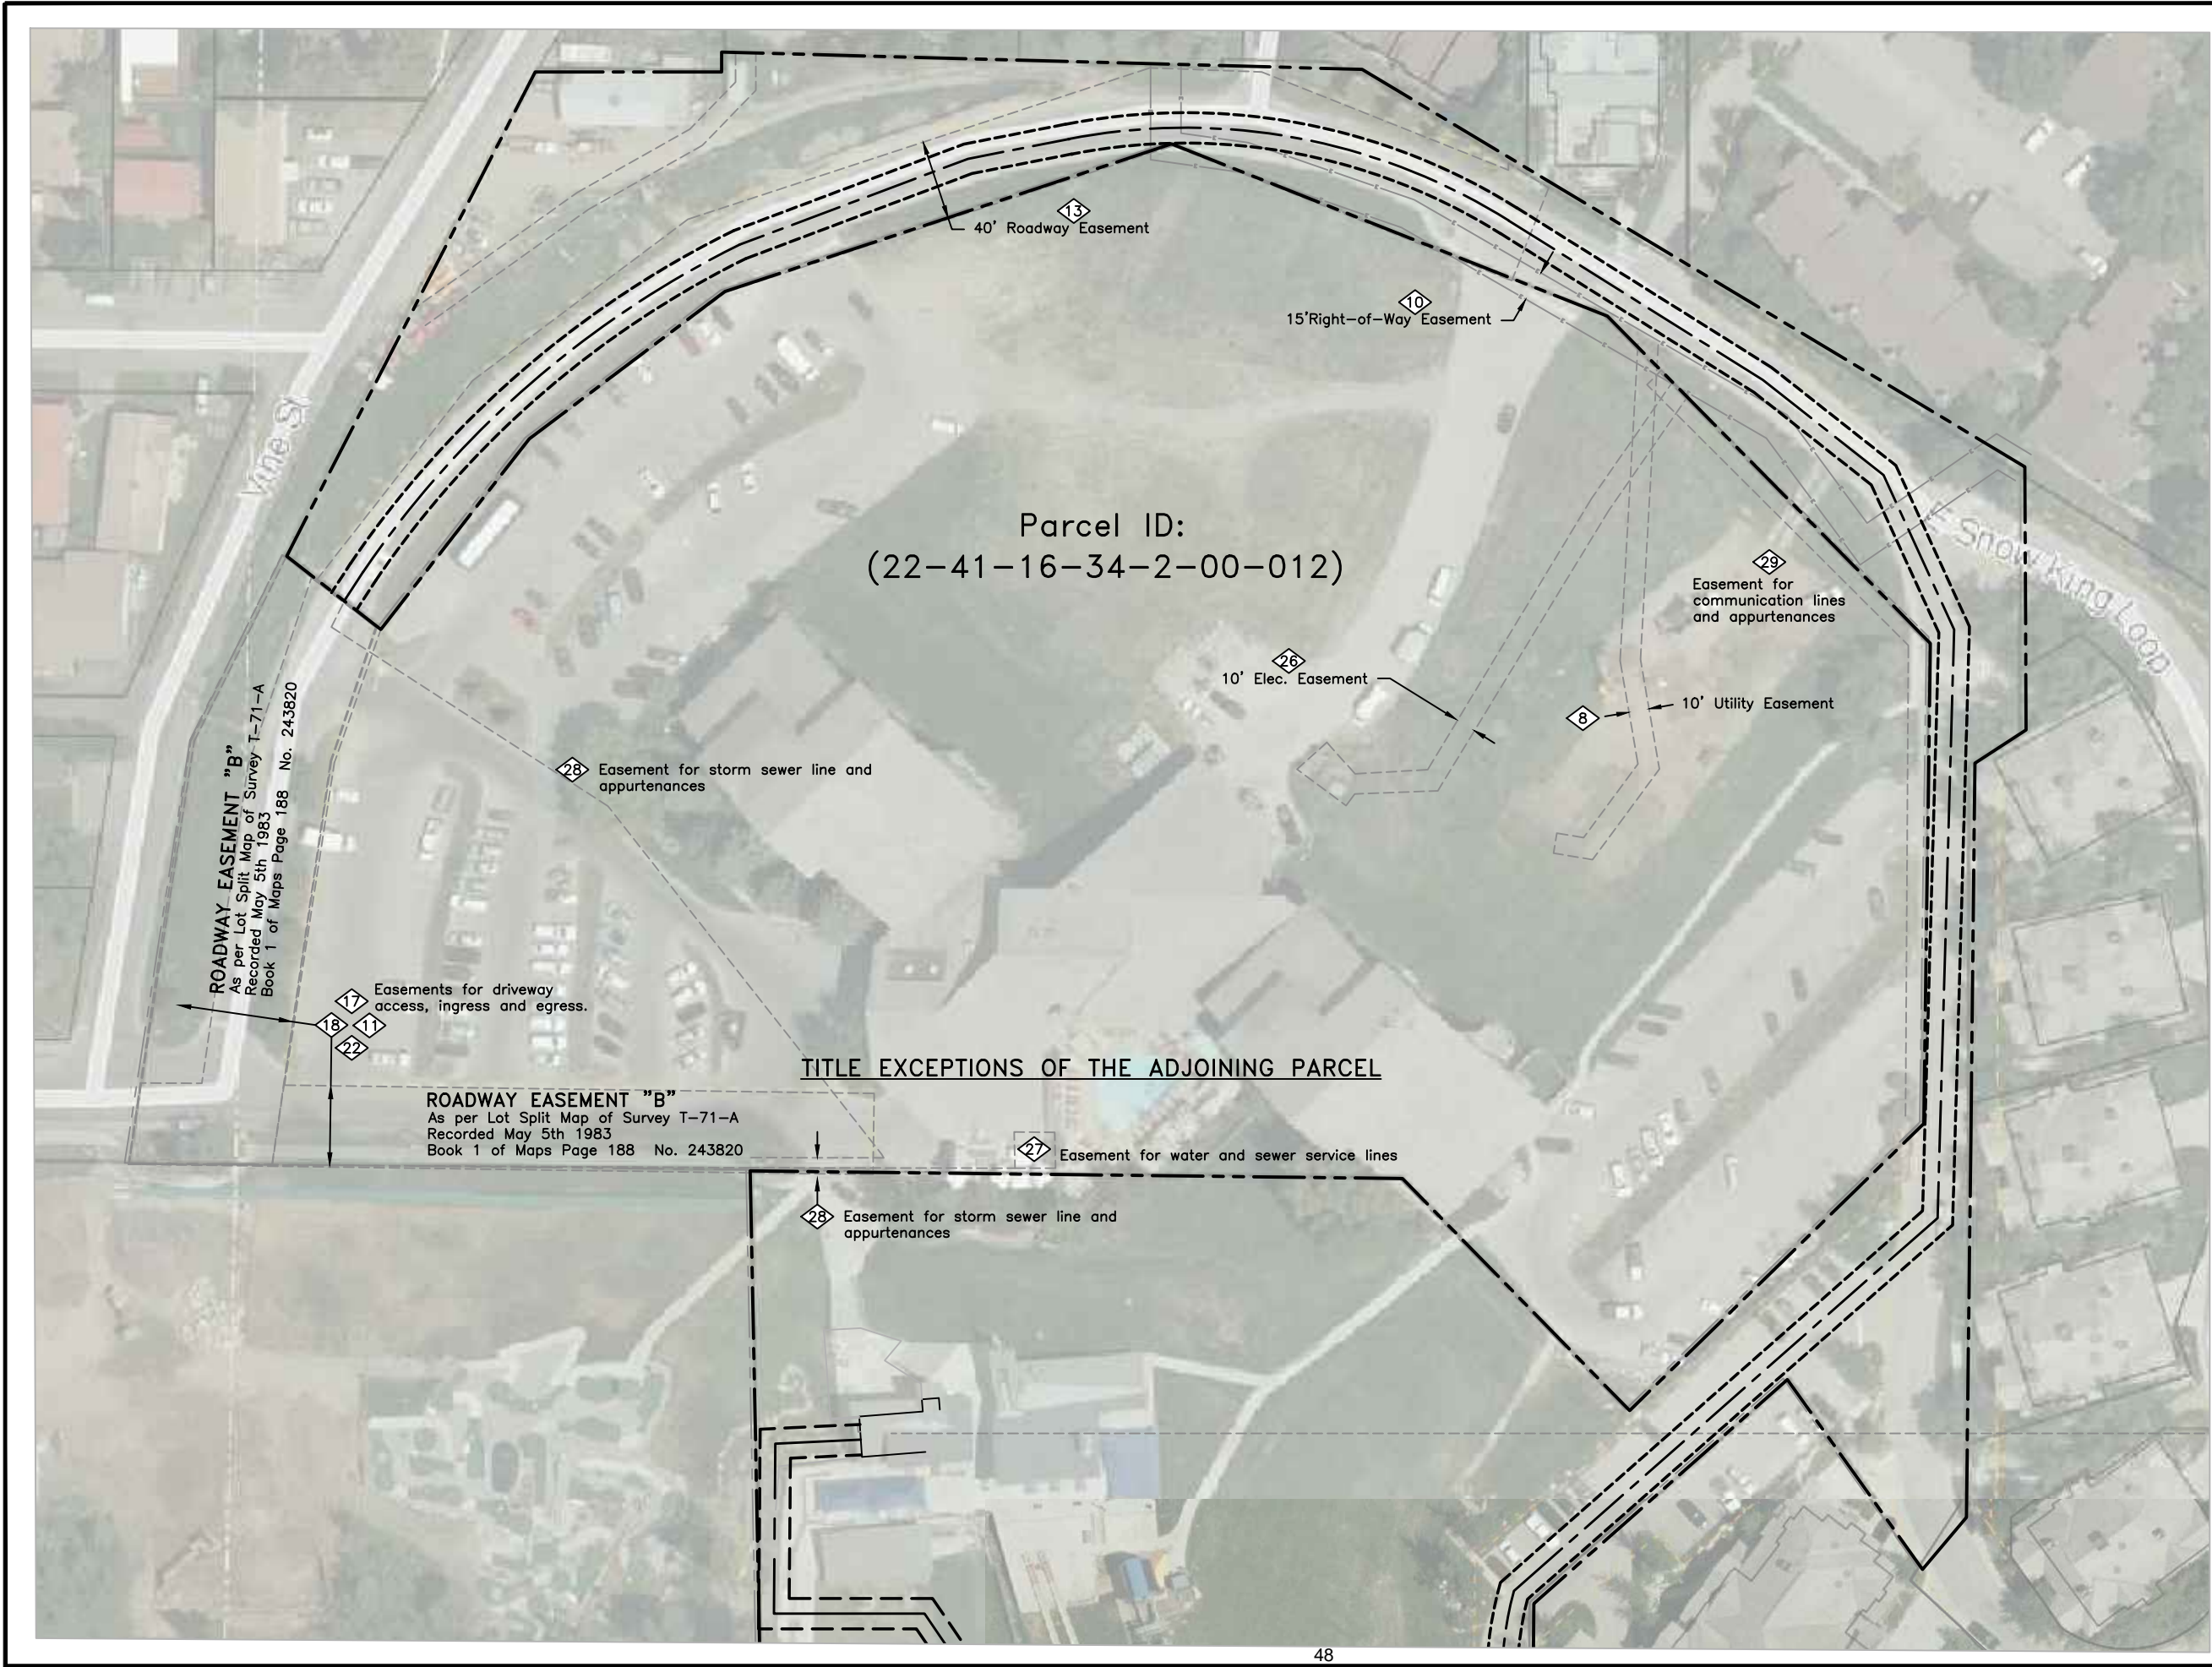 13
40' Roadway Easement
10
15'Right-of-Way Easement
Vine St
Parcel ID:
(22-41-16-34-2-00-012)
E Snow King Loop
29
Easement for
communication lines
and appurtenances
26
10' Elec. Easement
8
10' Utility Easement
28
Easement for storm sewer line and
appurtenances
ROADWAY EASEMENT "B"
As per Lot Split Map of Survey T-71-A
Recorded May 5th 1983
Book 1 of Maps Page 188 No. 243820
17
Easements for driveway
access, ingress and egress.
18
11
22
TITLE EXCEPTIONS OF THE ADJOINING PARCEL
ROADWAY EASEMENT "B"
As per Lot Split Map of Survey T-71-A
Recorded May 5th 1983
Book 1 of Maps Page 188 No. 243820
27
Easement for water and sewer service lines
28
Easement for storm sewer line and
appurtenances
48